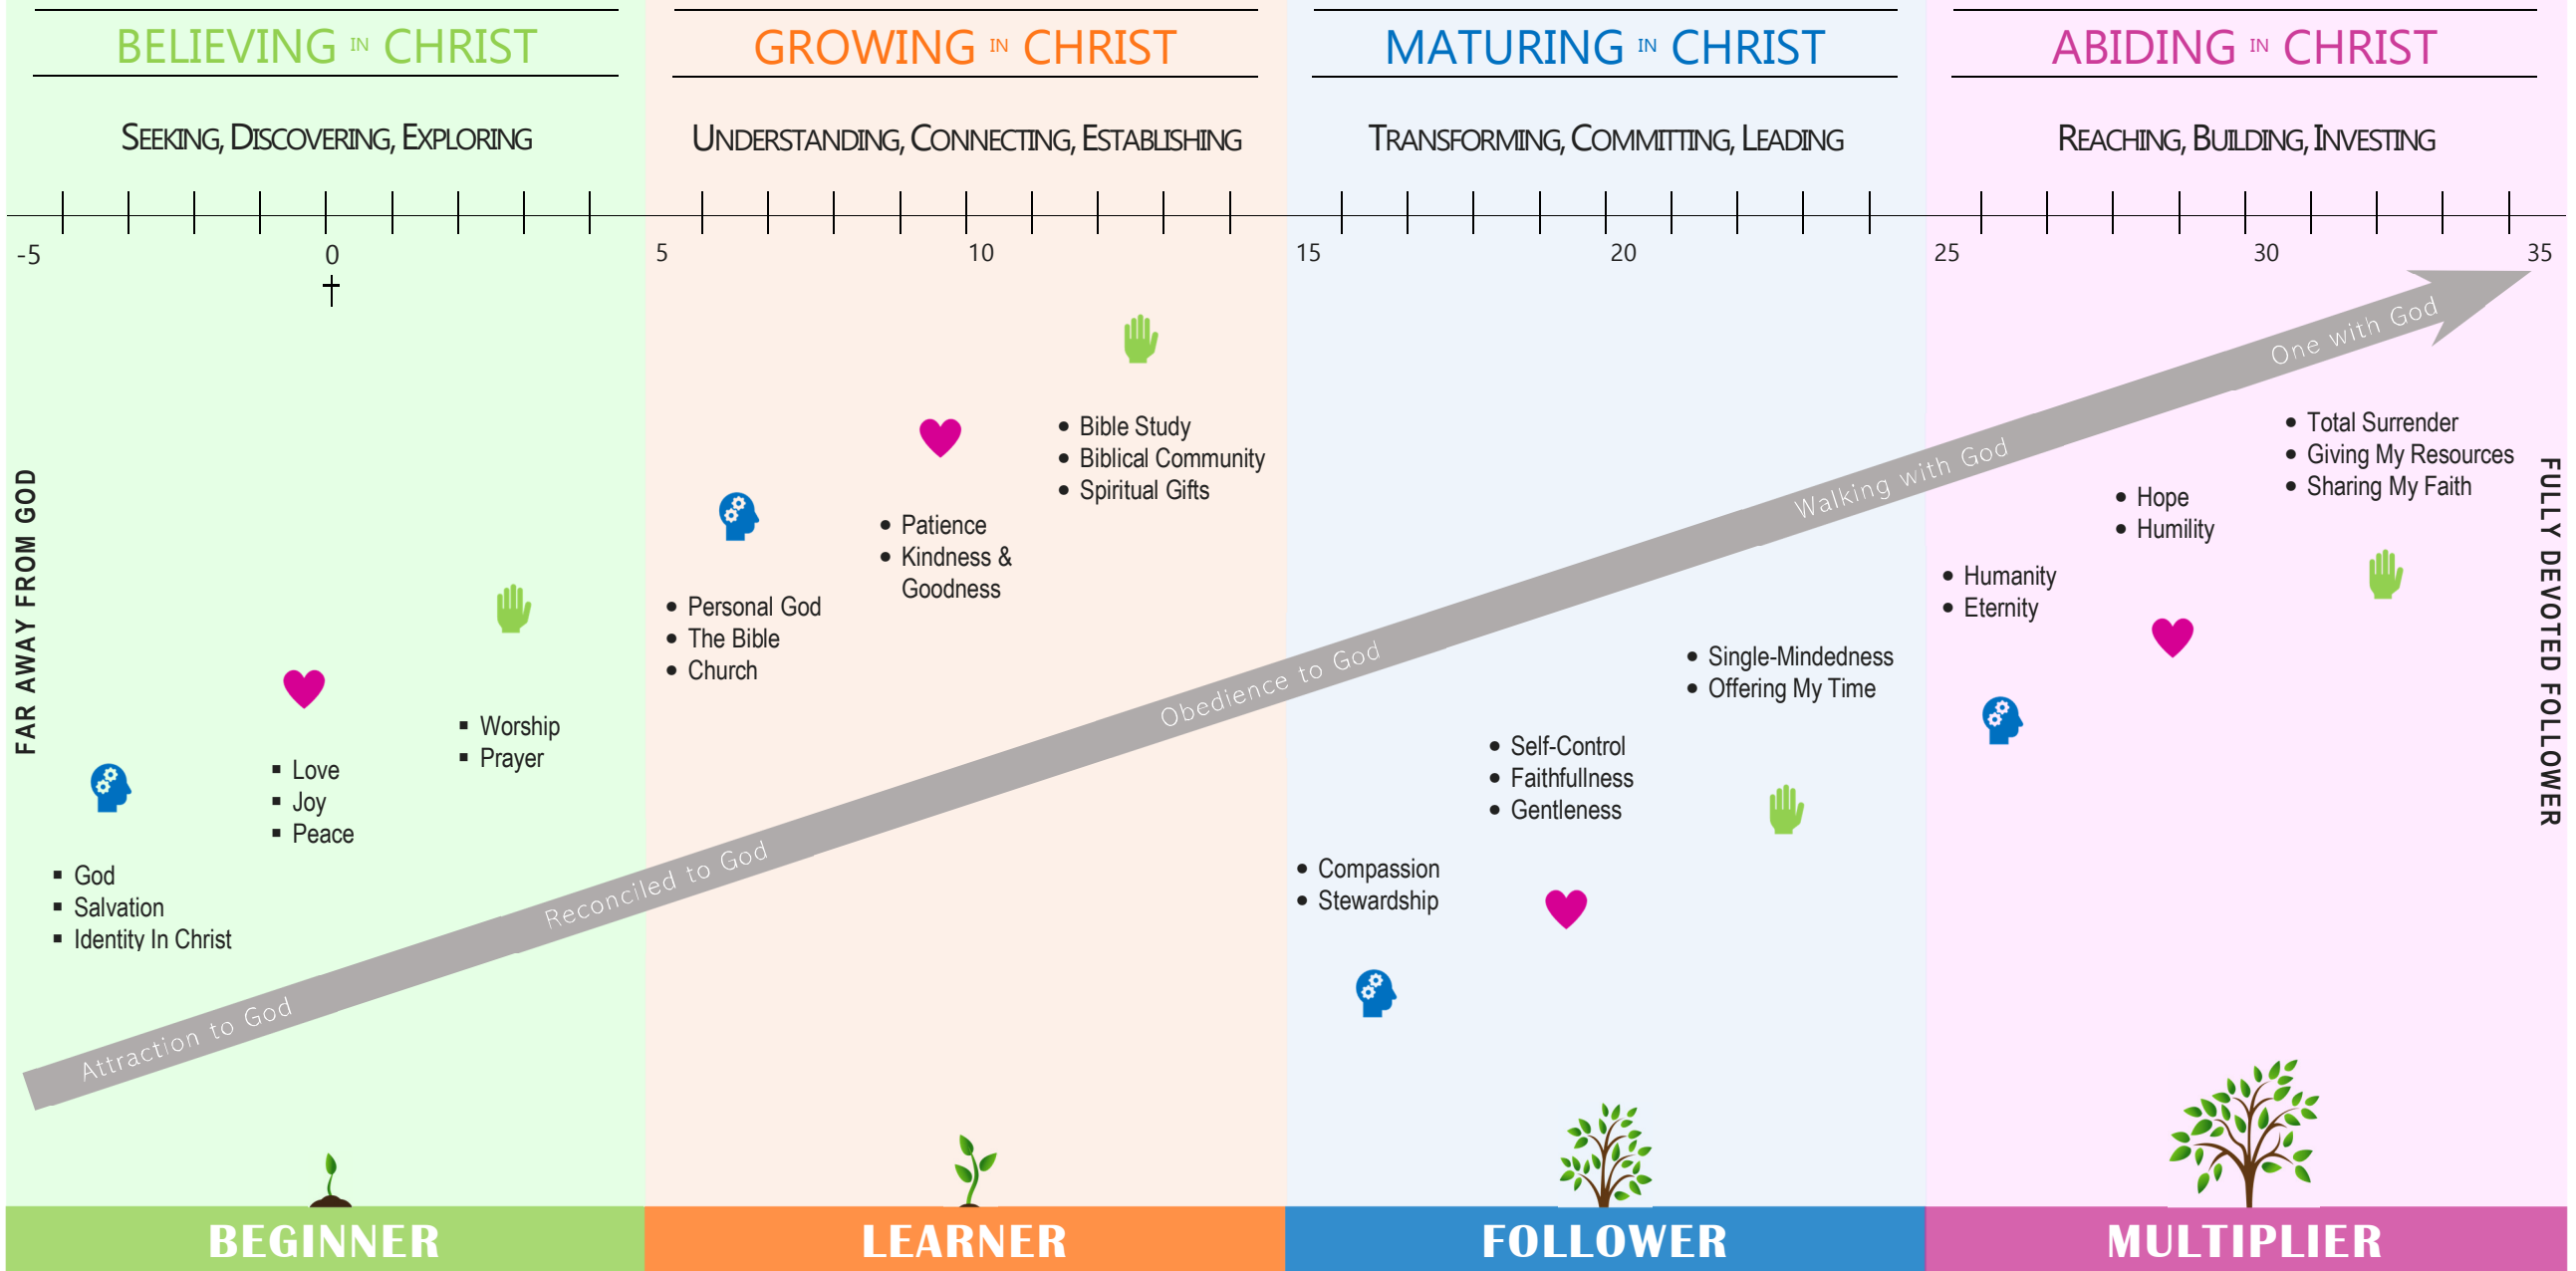 BELIEVING IN CHRIST
SEEKING, DISCOVERING, EXPLORING
GROWING IN CHRIST
UNDERSTANDING, CONNECTING, ESTABLISHING
MATURING IN CHRIST
TRANSFORMING, COMMITTING, LEADING
ABIDING IN CHRIST
REACHING, BUILDING, INVESTING
-5
0
5
10
15
20
25
30
35
FAR AWAY FROM GOD
God
Salvation
Identity In Christ
Love
Joy
Peace
Worship
Prayer
Personal God
The Bible
Church
Patience
Kindness &
Goodness
Bible Study
Biblical Community
Spiritual Gifts
Compassion
Stewardship
Self-Control
Faithfullness
Gentleness
Single-Mindedness
Offering My Time
Humanity
Eternity
Hope
Humility
Total Surrender
Giving My Resources
Sharing My Faith
FULLY DEVOTED FOLLOWER
Attraction to God
Reconciled to God
Obedience to God
Walking with God
One with God
BEGINNER
LEARNER
FOLLOWER
MULTIPLIER